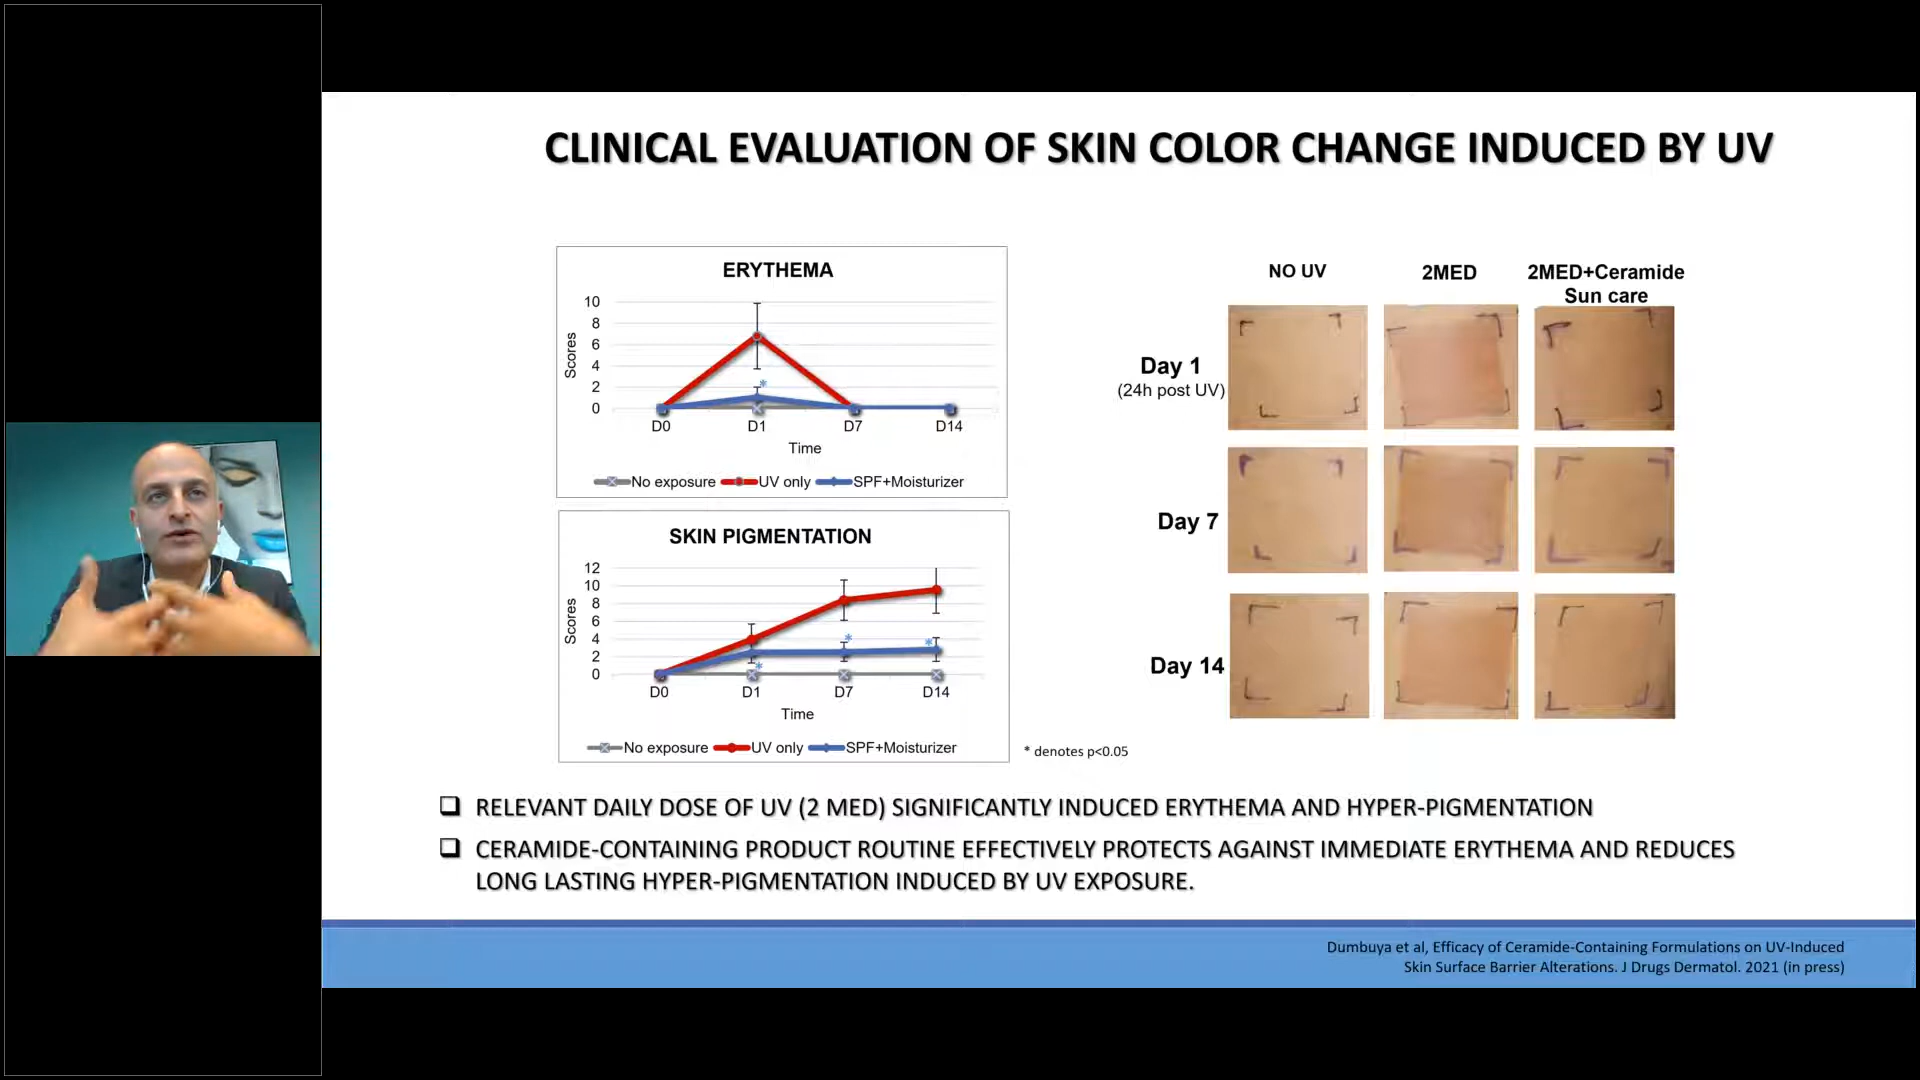 CLINICAL EVALUATION OF SKIN COLOR CHANGE INDUCED BY UV
ERYTHEMA
10
8
6
4
2
0
Scores
D0 D1 D7 D14
Time
No exposure UV only SPF+Moisturizer
*
SKIN PIGMENTATION
12
10
8
6
4
2
0
Scores
* * *
D0 D1 D7 D14
Time
No exposure UV only SPF+Moisturizer
* denotes p<0.05
NO UV 2MED 2MED+Ceramide
Sun care
Day 1
(24h post UV)
Day 7
Day 14
RELEVANT DAILY DOSE OF UV (2 MED) SIGNIFICANTLY INDUCED ERYTHEMA AND HYPER-PIGMENTATION
CERAMIDE-CONTAINING PRODUCT ROUTINE EFFECTIVELY PROTECTS AGAINST IMMEDIATE ERYTHEMA AND REDUCES
LONG LASTING HYPER-PIGMENTATION INDUCED BY UV EXPOSURE.
Dumbuya et al, Efficacy of Ceramide-Containing Formulations on UV-Induced
Skin Surface Barrier Alterations. J Drugs Dermatol. 2021 (in press)